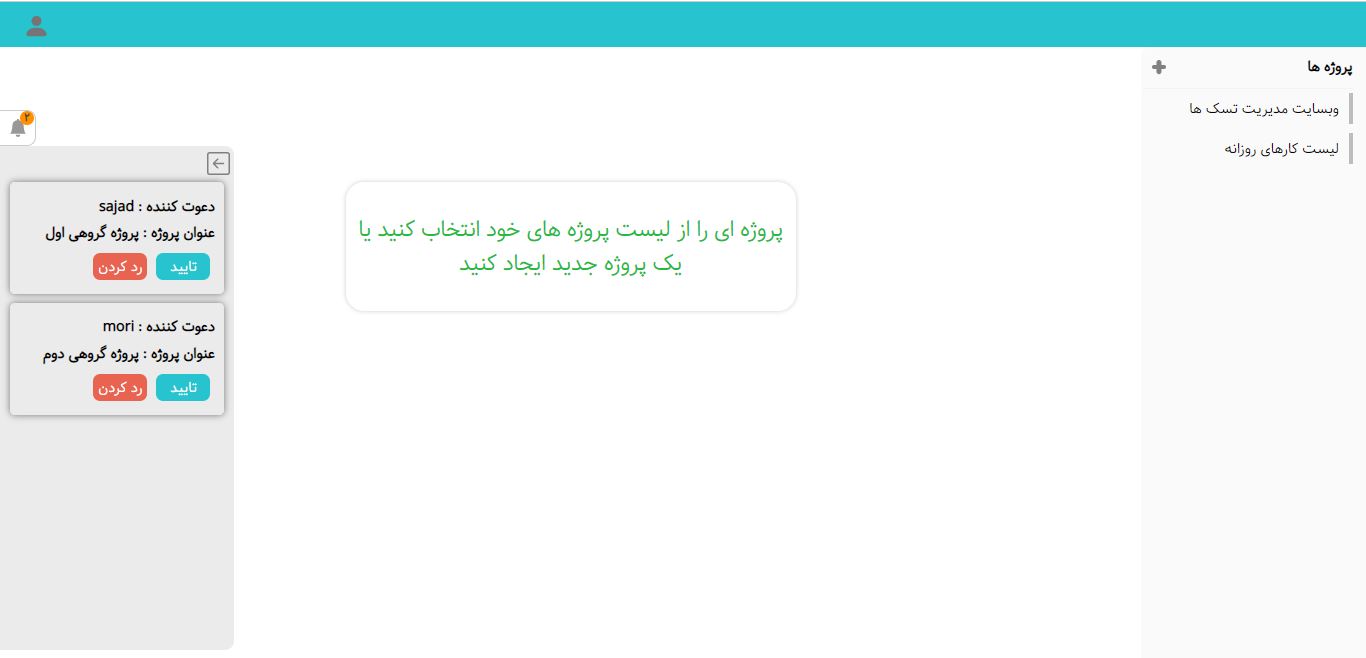 پروژه ها
وبسایت مدیریت تسک ها
لیست کارهای روزانه
پروژه ای را از لیست پروژه های خود انتخاب کنید یا
یک پروژه جدید ایجاد کنید
۲
دعوت کننده : sajad
عنوان پروژه : پروژه گروهی اول
تایید
رد کردن
دعوت کننده : mori
عنوان پروژه : پروژه گروهی دوم
تایید
رد کردن